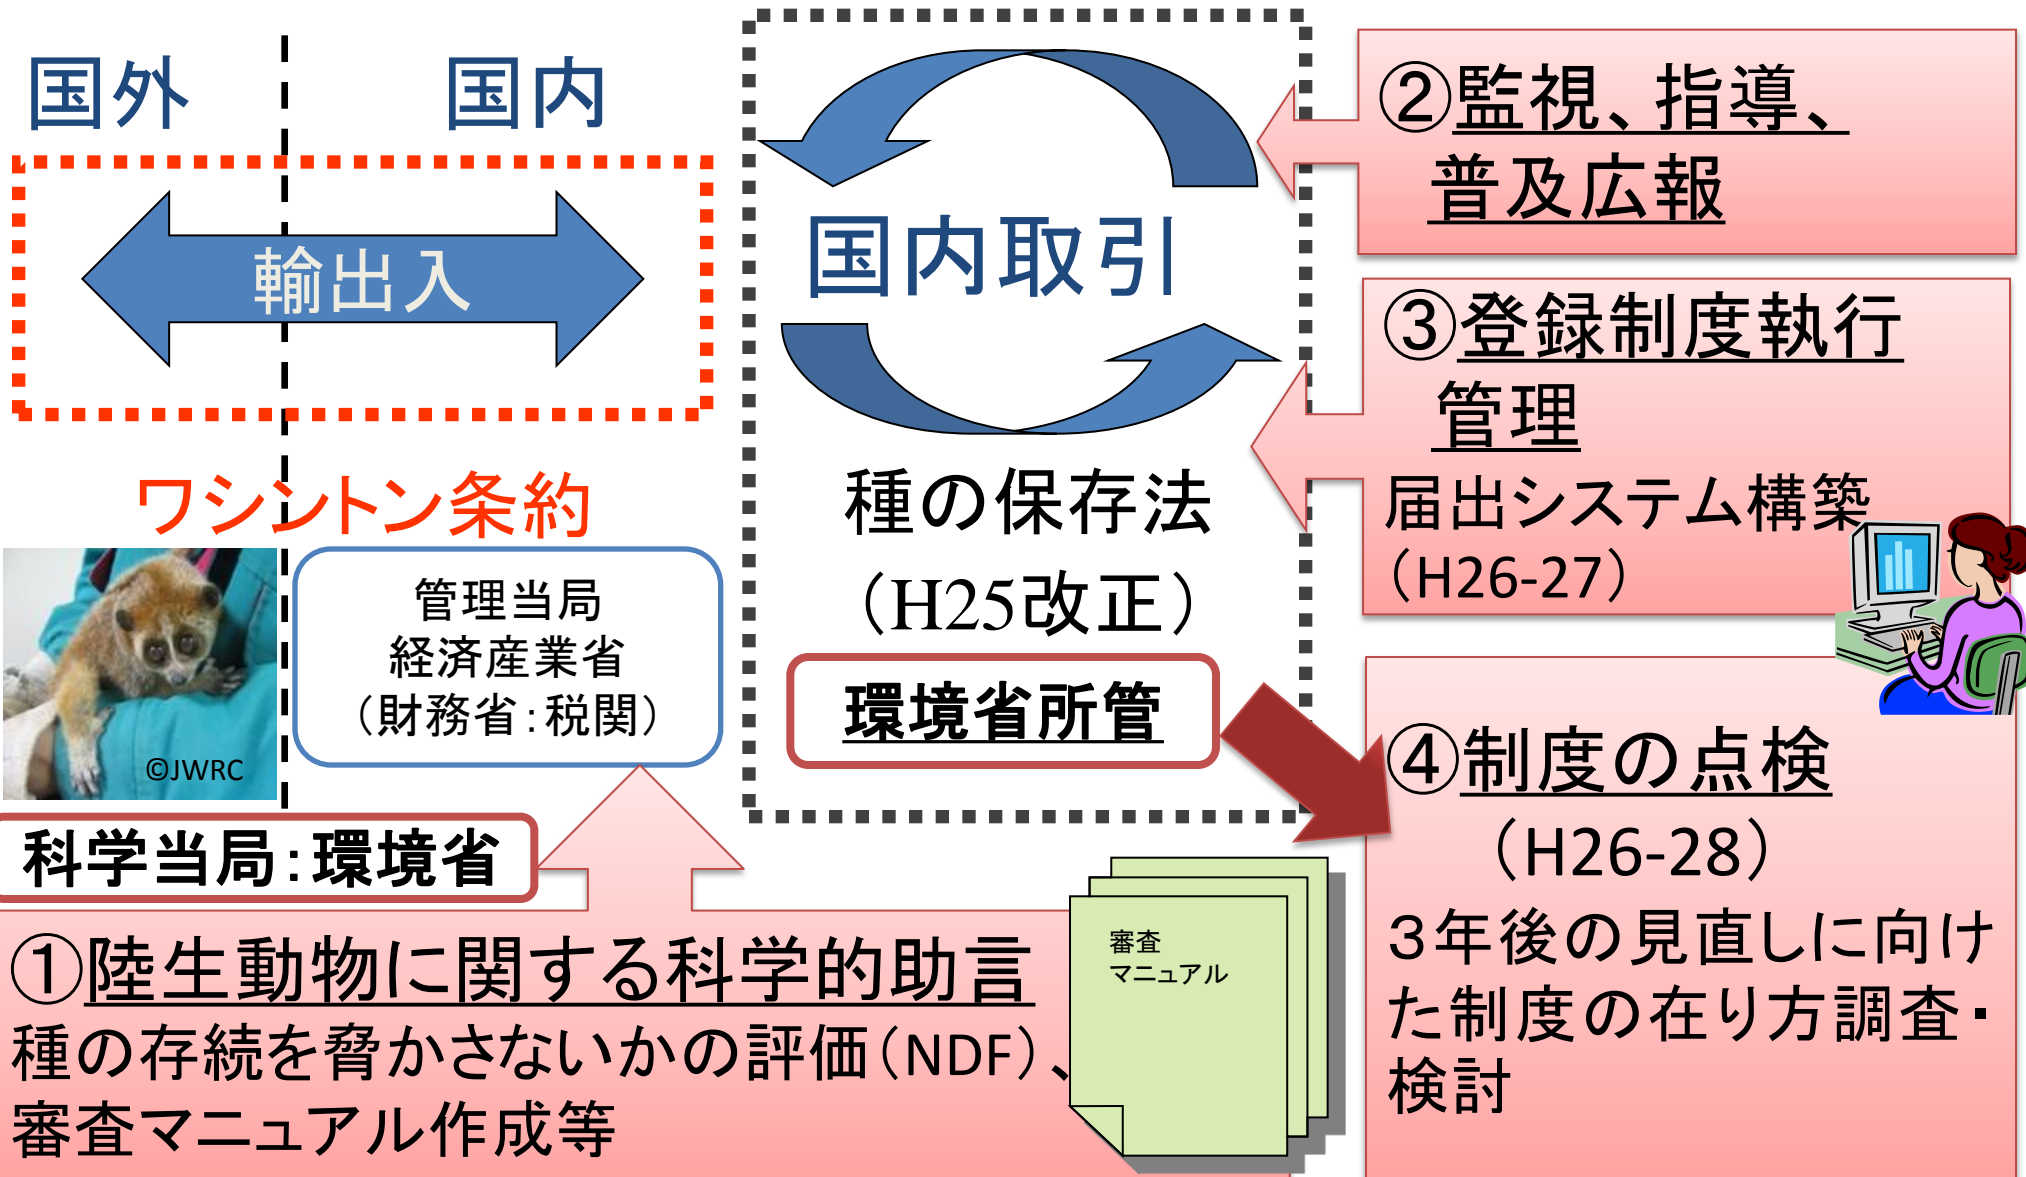 国外
国内
輸出入
ワシントン条約
©JWRC
管理当局
経済産業省
（財務省：税関）
科学当局：環境省
①陸生動物に関する科学的助言
種の存続を脅かさないかの評価（NDF）、
審査マニュアル作成等
審査
マニュアル
国内取引
種の保存法
（H25改正）
環境省所管
②監視、指導、
普及広報
③登録制度執行
管理
届出システム構築
（H26-27）
④制度の点検
（H26-28）
３年後の見直しに向け
た制度の在り方調査・
検討